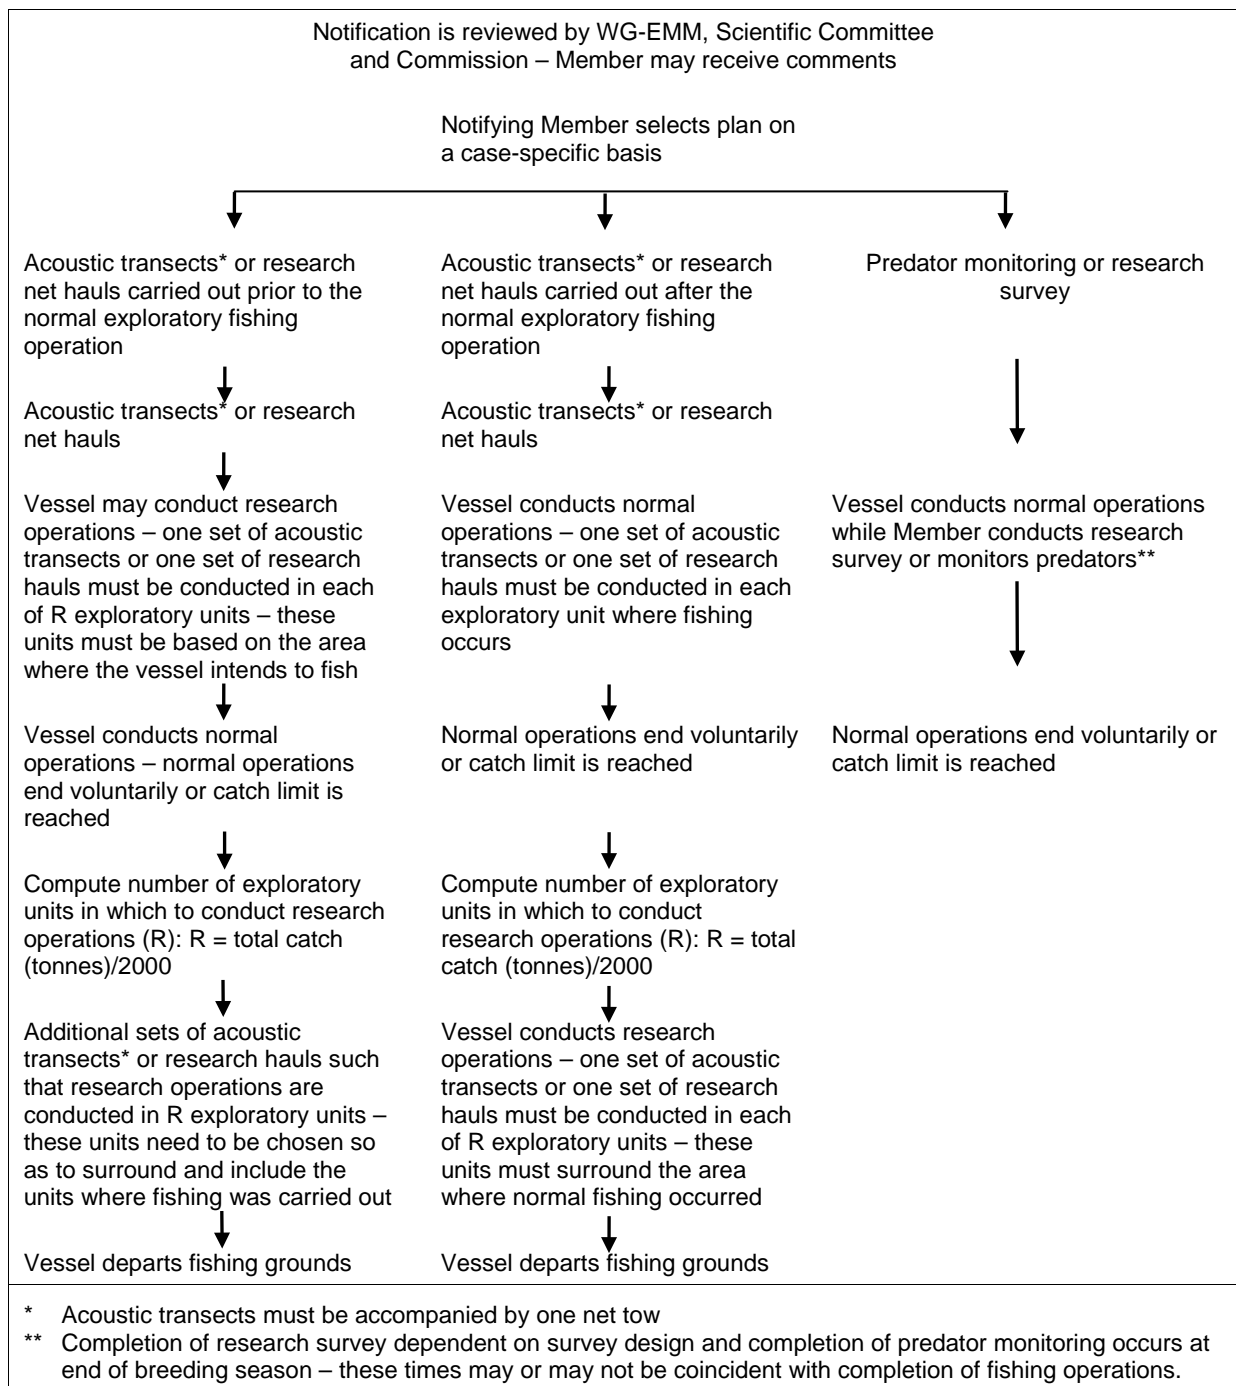 Notification is reviewed by WG-EMM, Scientific Committee
and Commission – Member may receive comments
Notifying Member selects plan on
a case-specific basis
Acoustic transects* or research
net hauls carried out prior to the
normal exploratory fishing
operation
Acoustic transects* or research
net hauls
Vessel may conduct research
operations – one set of acoustic
transects or one set of research
hauls must be conducted in each
of R exploratory units – these
units must be based on the area
where the vessel intends to fish
Vessel conducts normal
operations – normal operations
end voluntarily or catch limit is
reached
Compute number of exploratory
units in which to conduct research
operations (R): R = total catch
(tonnes)/2000
Additional sets of acoustic
transects* or research hauls such
that research operations are
conducted in R exploratory units –
these units need to be chosen so
as to surround and include the
units where fishing was carried out
Vessel departs fishing grounds
Acoustic transects* or research
net hauls carried out after the
normal exploratory fishing
operation
Acoustic transects* or research
net hauls
Vessel conducts normal
operations – one set of acoustic
transects or one set of research
hauls must be conducted in each
exploratory unit where fishing
occurs
Normal operations end voluntarily
or catch limit is reached
Compute number of exploratory
units in which to conduct
research operations (R): R = total
catch (tonnes)/2000
Vessel conducts research
operations – one set of acoustic
transects or one set of research
hauls must be conducted in each
of R exploratory units – these
units must surround the area
where normal fishing occurred
Vessel departs fishing grounds
Predator monitoring or research
survey
Vessel conducts normal operations
while Member conducts research
survey or monitors predators**
Normal operations end voluntarily or
catch limit is reached
* Acoustic transects must be accompanied by one net tow
** Completion of research survey dependent on survey design and completion of predator monitoring occurs at
end of breeding season – these times may or may not be coincident with completion of fishing operations.